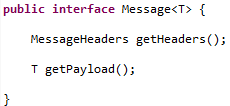 public interface Message<T> {
MessageHeaders getHeaders();
T getPayload();
}